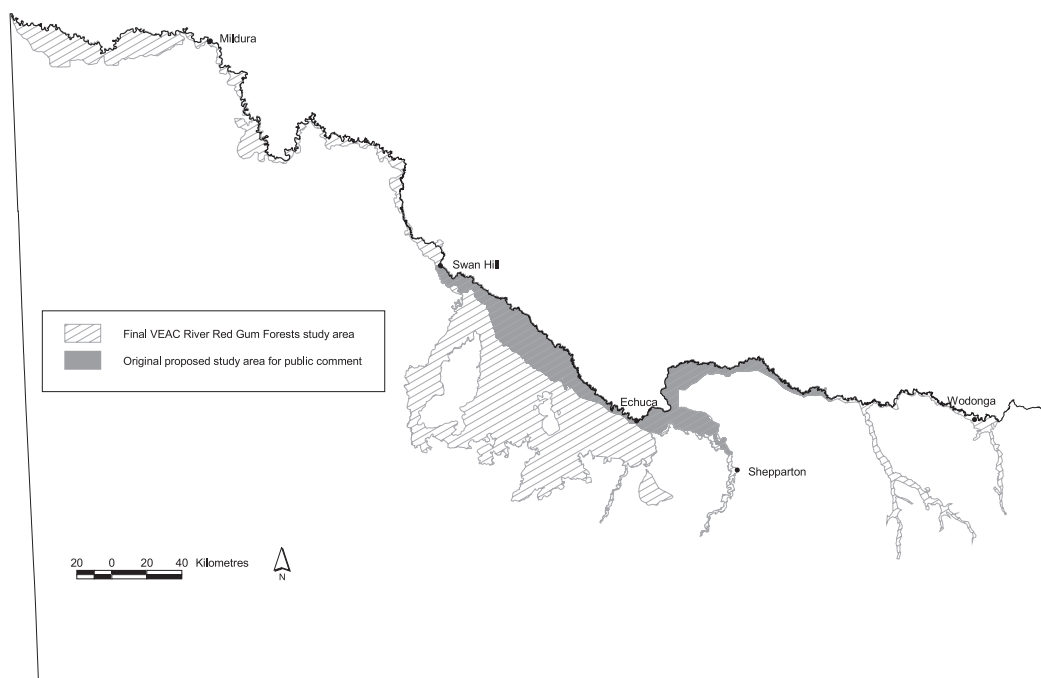 Mildura
Swan Hill
Final VEAC River Red Gum Forests study area
Original proposed study area for public comment
Echuca
Wodonga
Shepparton
20 0 20 40 Kilometres
N